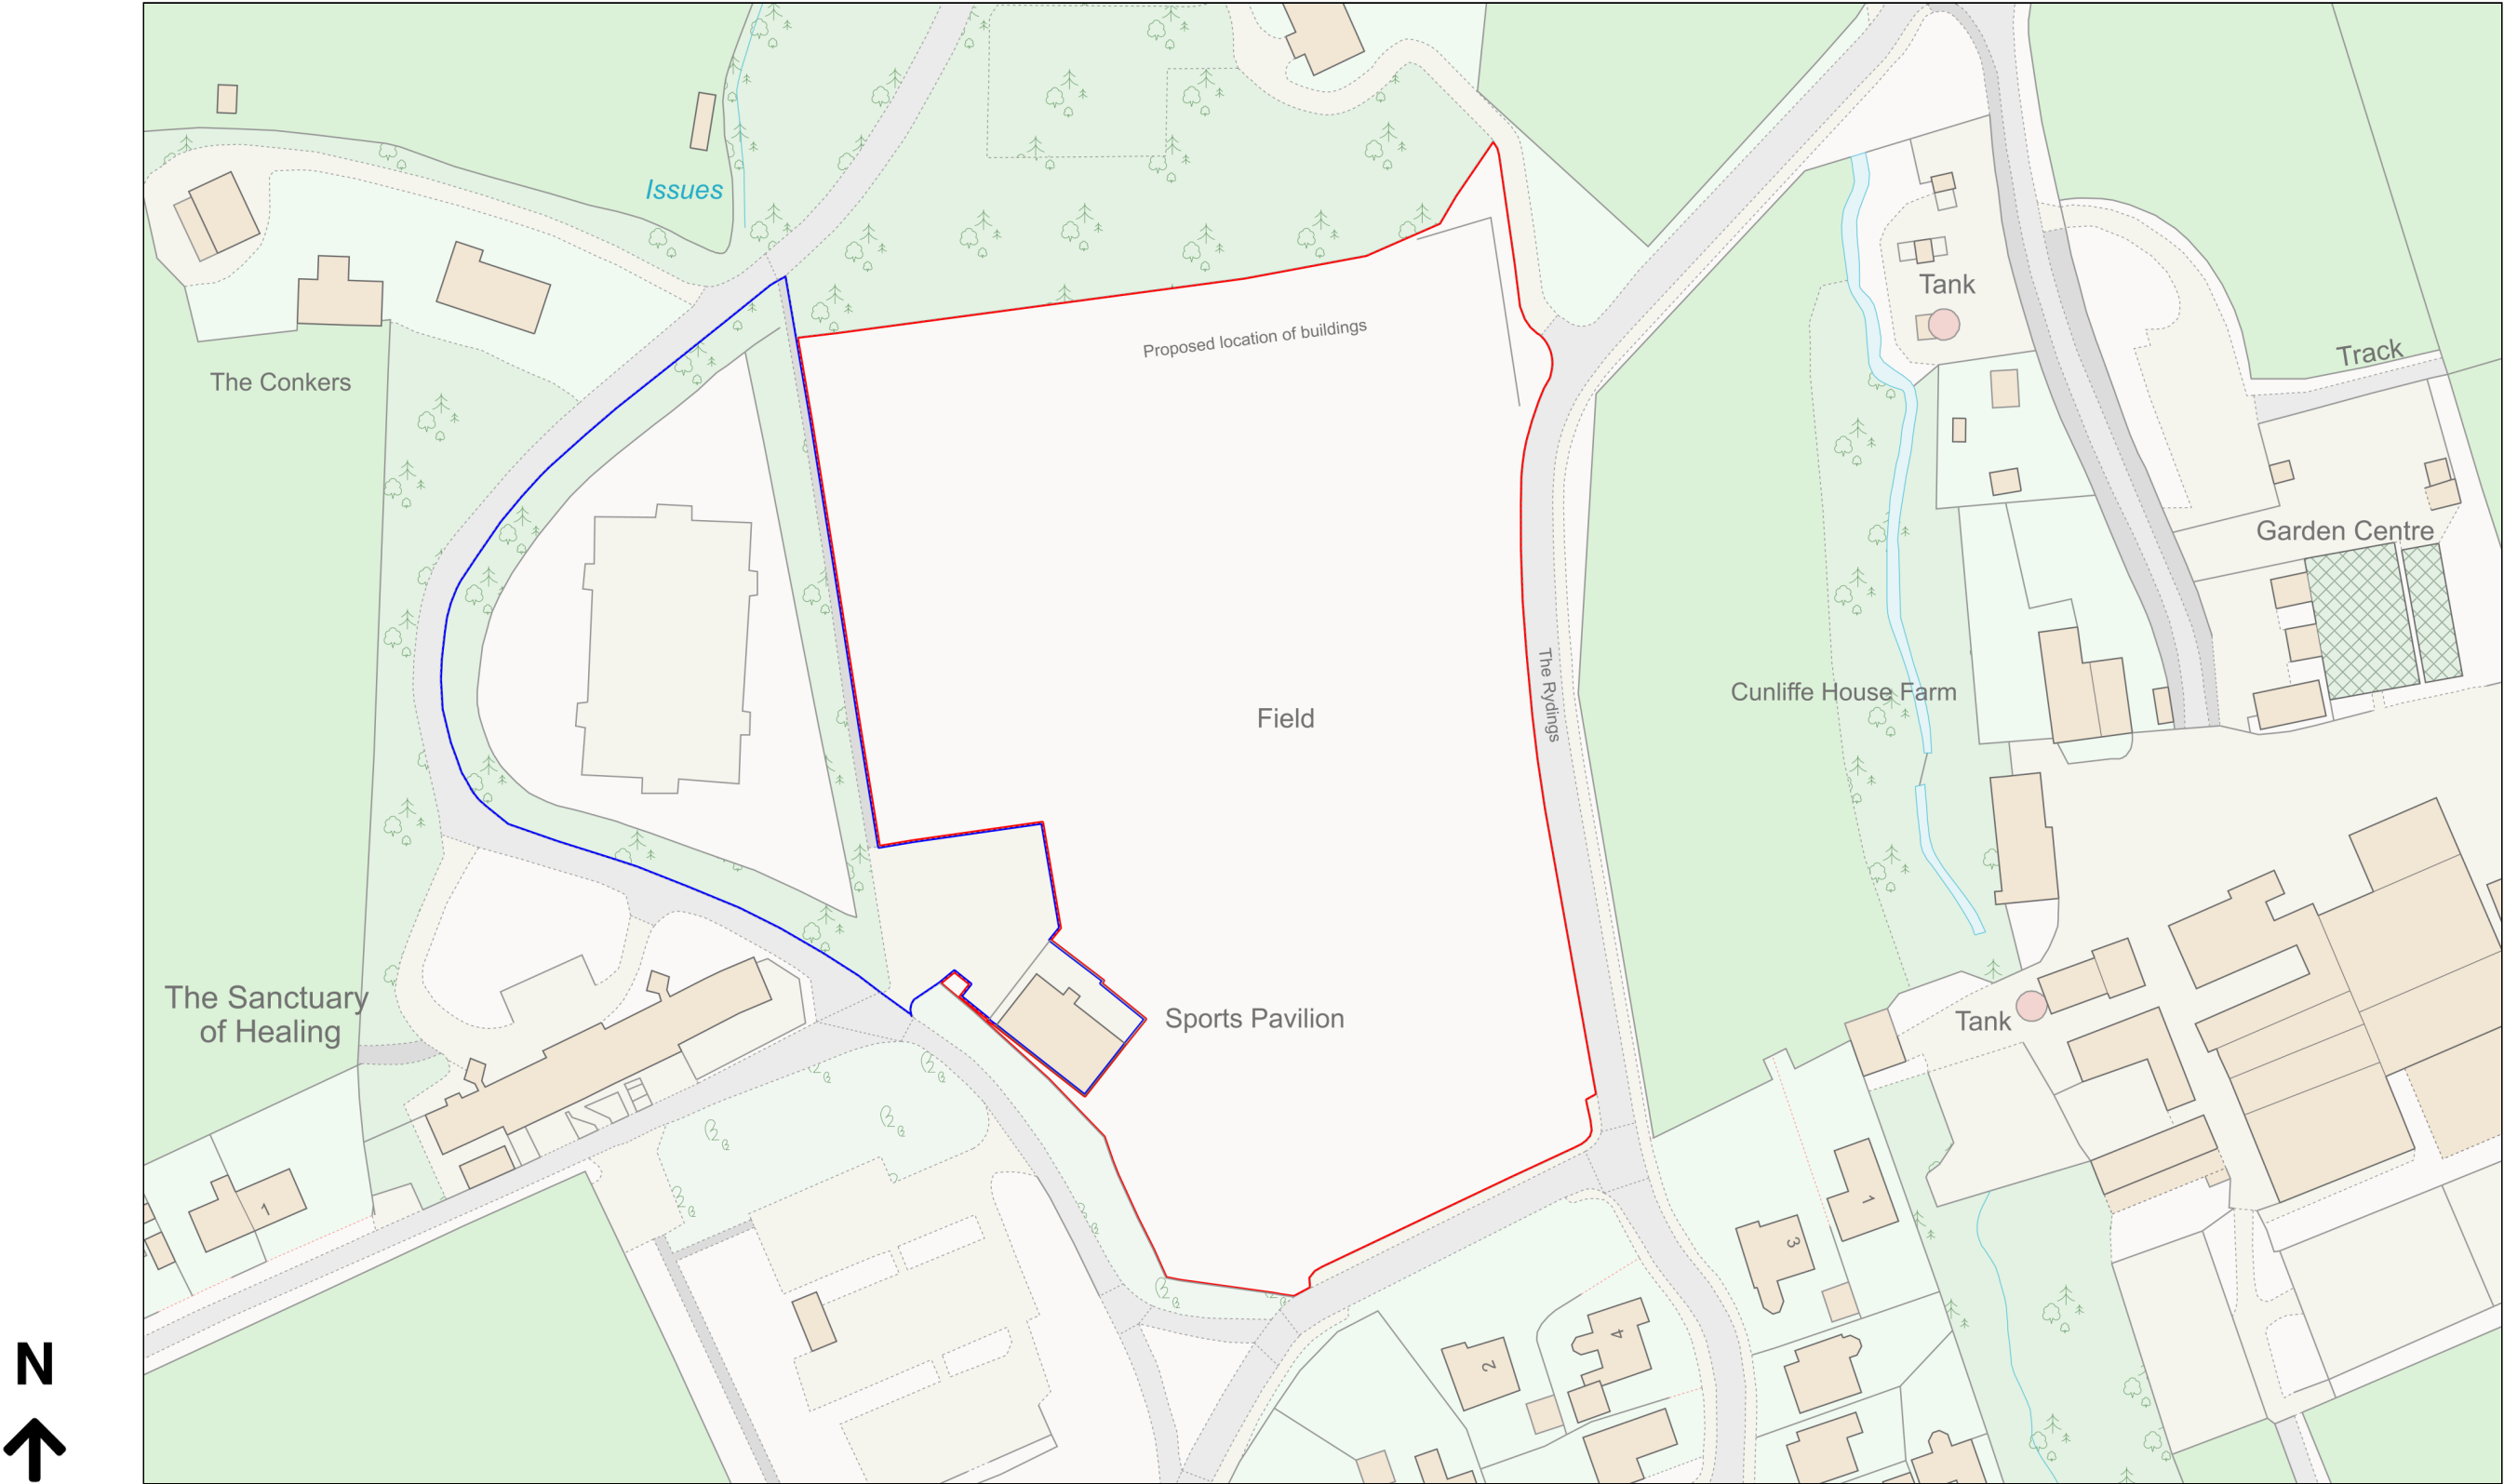 Issues
Tank
Proposed location of buildings
Track
The Conkers
Garden Centre
The Rydings
Cunliffe House Farm
Field
The Sanctuary
of Healing
Sports Pavilion
Tank
1
1
3
2
4
N